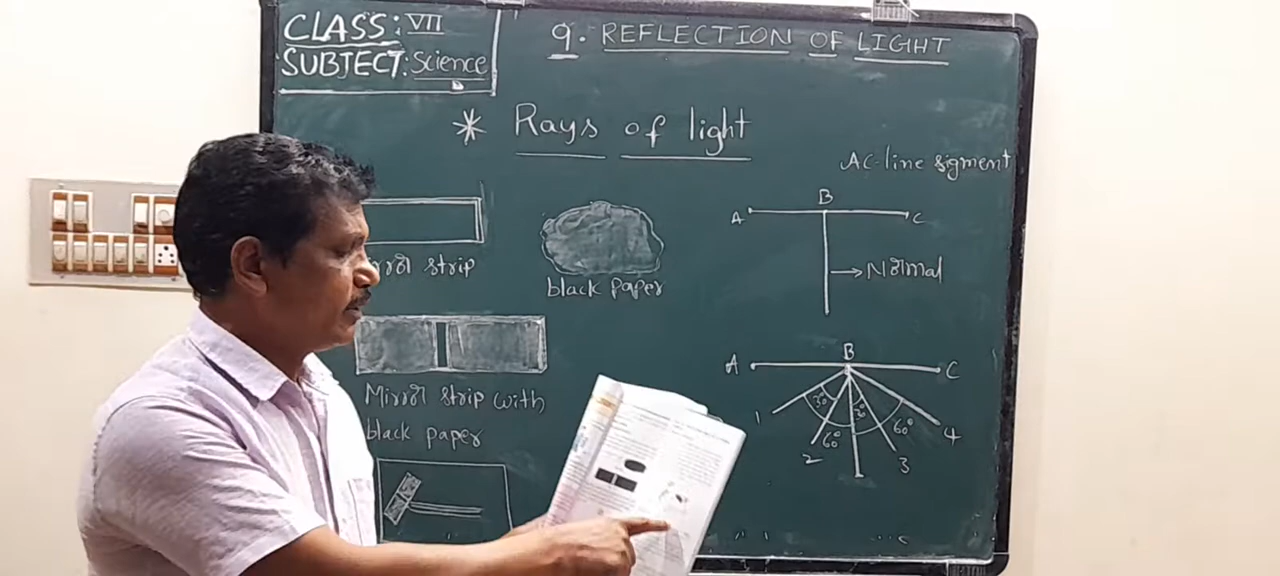 CLASS: VII
SUBJECT: Science
9. REFLECTION OF LIGHT
* Rays of light
AC-line sigment
B
A C
Normal
strip
black paper
Mirror strip with
black paper
B
A C
30° 30°
60° 60°
1 2 3 4